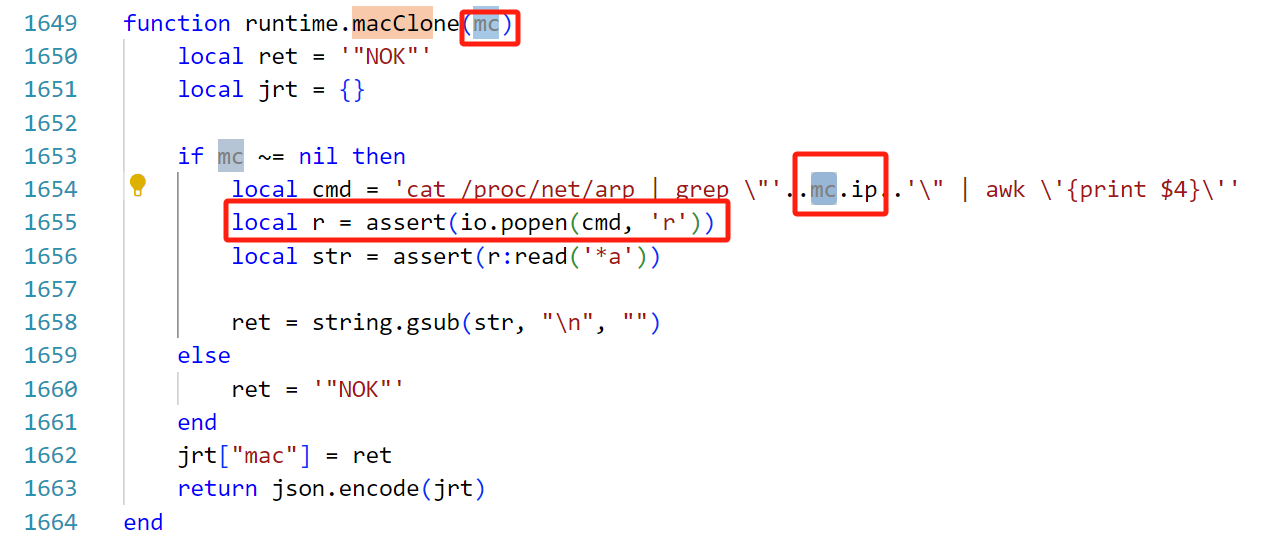 1649 function runtime.macClone(mc)
1650 local ret = '"NOK"'
1651 local jrt = {}
1652
1653 if mc ~= nil then
1654 local cmd = 'cat /proc/net/arp | grep \"'..mc.ip..'\" | awk \'{print $4}\''
1655 local r = assert(io.popen(cmd, 'r'))
1656 local str = assert(r:read('*a'))
1657
1658 ret = string.gsub(str, "\n", "")
1659 else
1660 ret = '"NOK"'
1661 end
1662 jrt["mac"] = ret
1663 return json.encode(jrt)
1664 end